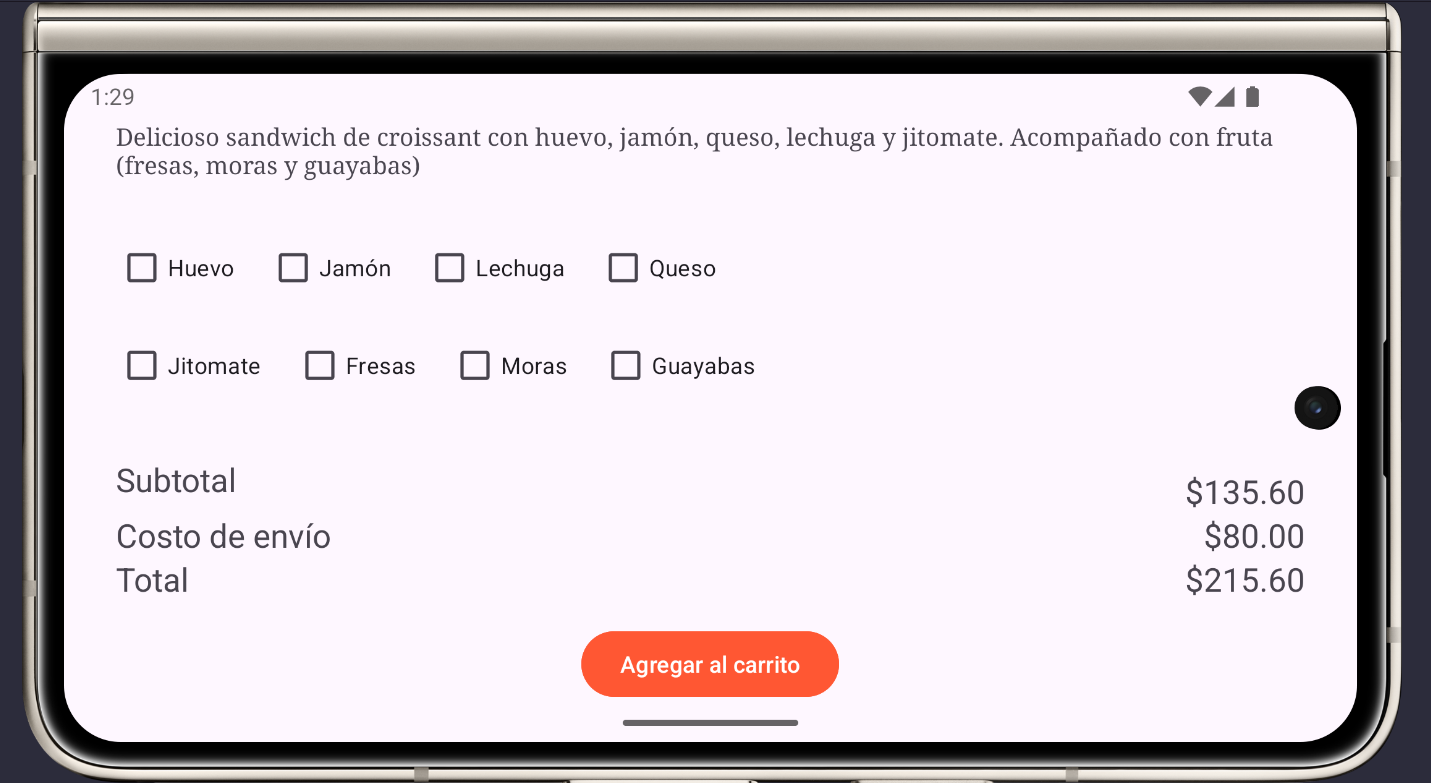 1:29
Delicioso sandwich de croissant con huevo, jamón, queso, lechuga y jitomate. Acompañado con fruta
(fresas, moras y guayabas)
Huevo Jamón Lechuga Queso
Jitomate Fresas Moras Guayabas
Subtotal $135.60
Costo de envío $80.00
Total $215.60
Agregar al carrito